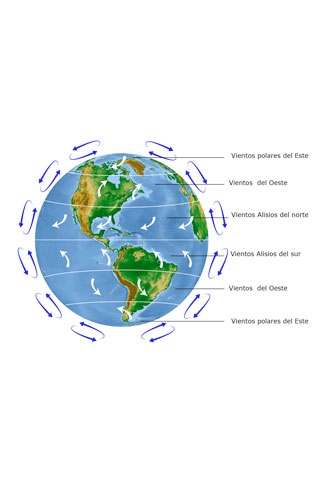 Vientos polares del Este
Vientos del Oeste
Vientos Alisios del norte
Vientos Alisios del sur
Vientos del Oeste
Vientos polares del Este